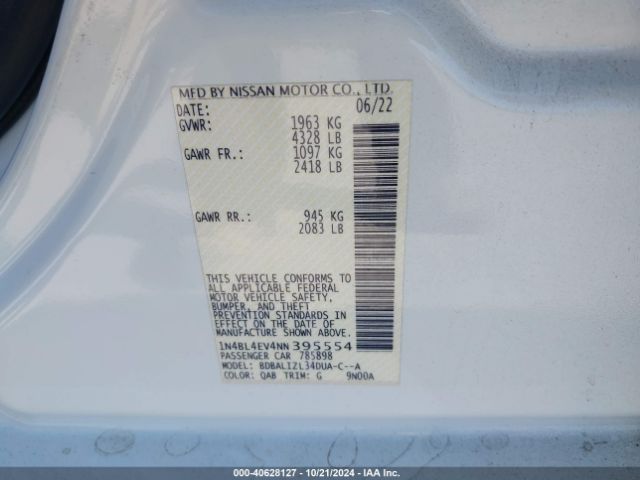 MFD BY NISSAN MOTOR CO., LTD.
DATE: 06/22
GVWR: 1963 KG
4328 LB
GAWR FR.: 1097 KG
2418 LB
GAWR RR.: 945 KG
2083 LB
THIS VEHICLE CONFORMS TO
ALL APPLICABLE FEDERAL
MOTOR VEHICLE SAFETY,
BUMPER, AND THEFT
PREVENTION STANDARDS IN
EFFECT ON THE DATE OF
MANUFACTURE SHOWN ABOVE.
1N4BL4EV4NN395554
PASSENGER CAR 785898
MODEL: BDBALIZL34DUA-C--A
COLOR: QAB TRIM: G 9N00A
000-40628127 - 10/21/2024 - IAA Inc.